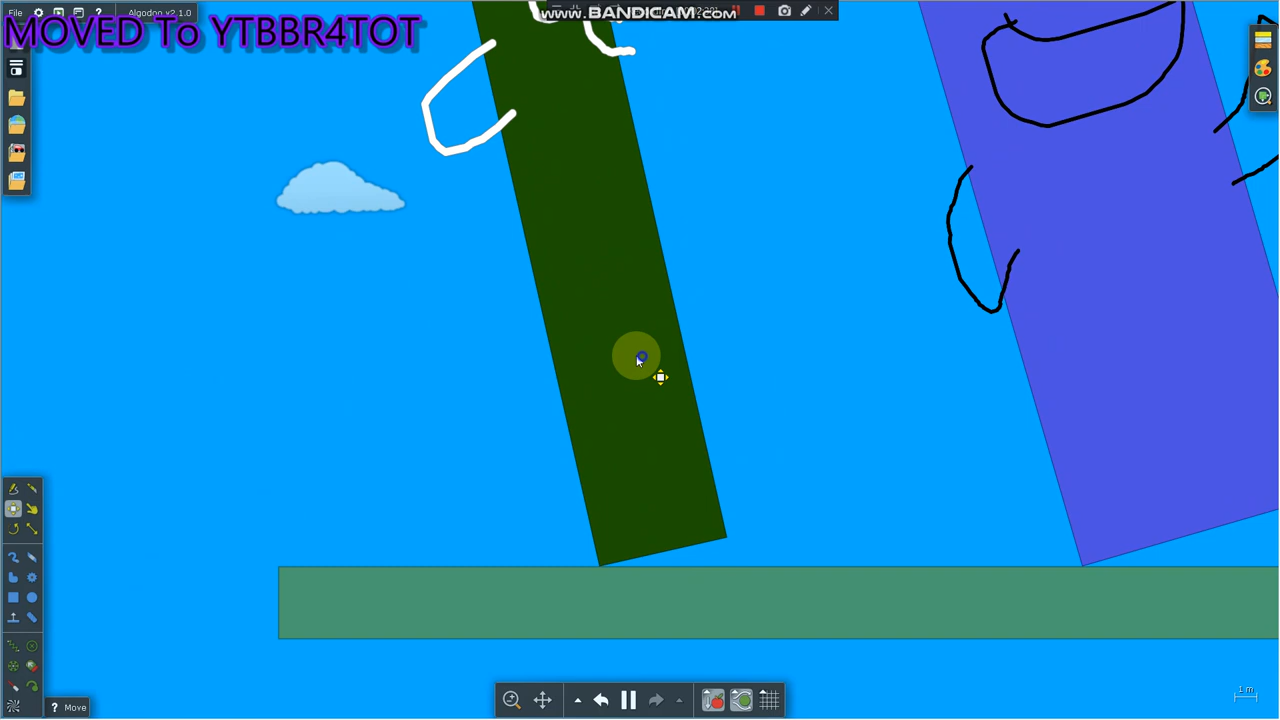 File ? Algodoo v2.1.0
www.BANDICAM.com
MOVED To YTBBR4TOT
? Move
1 m